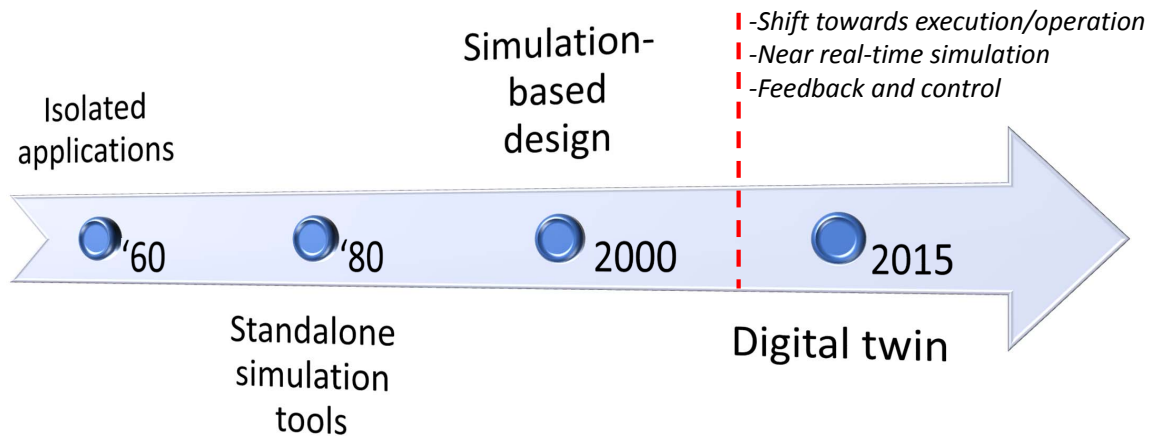 Isolated
applications
‘60
Standalone
simulation
tools
‘80
Simulation-
based
design
2000
-Shift towards execution/operation
-Near real-time simulation
-Feedback and control
2015
Digital twin